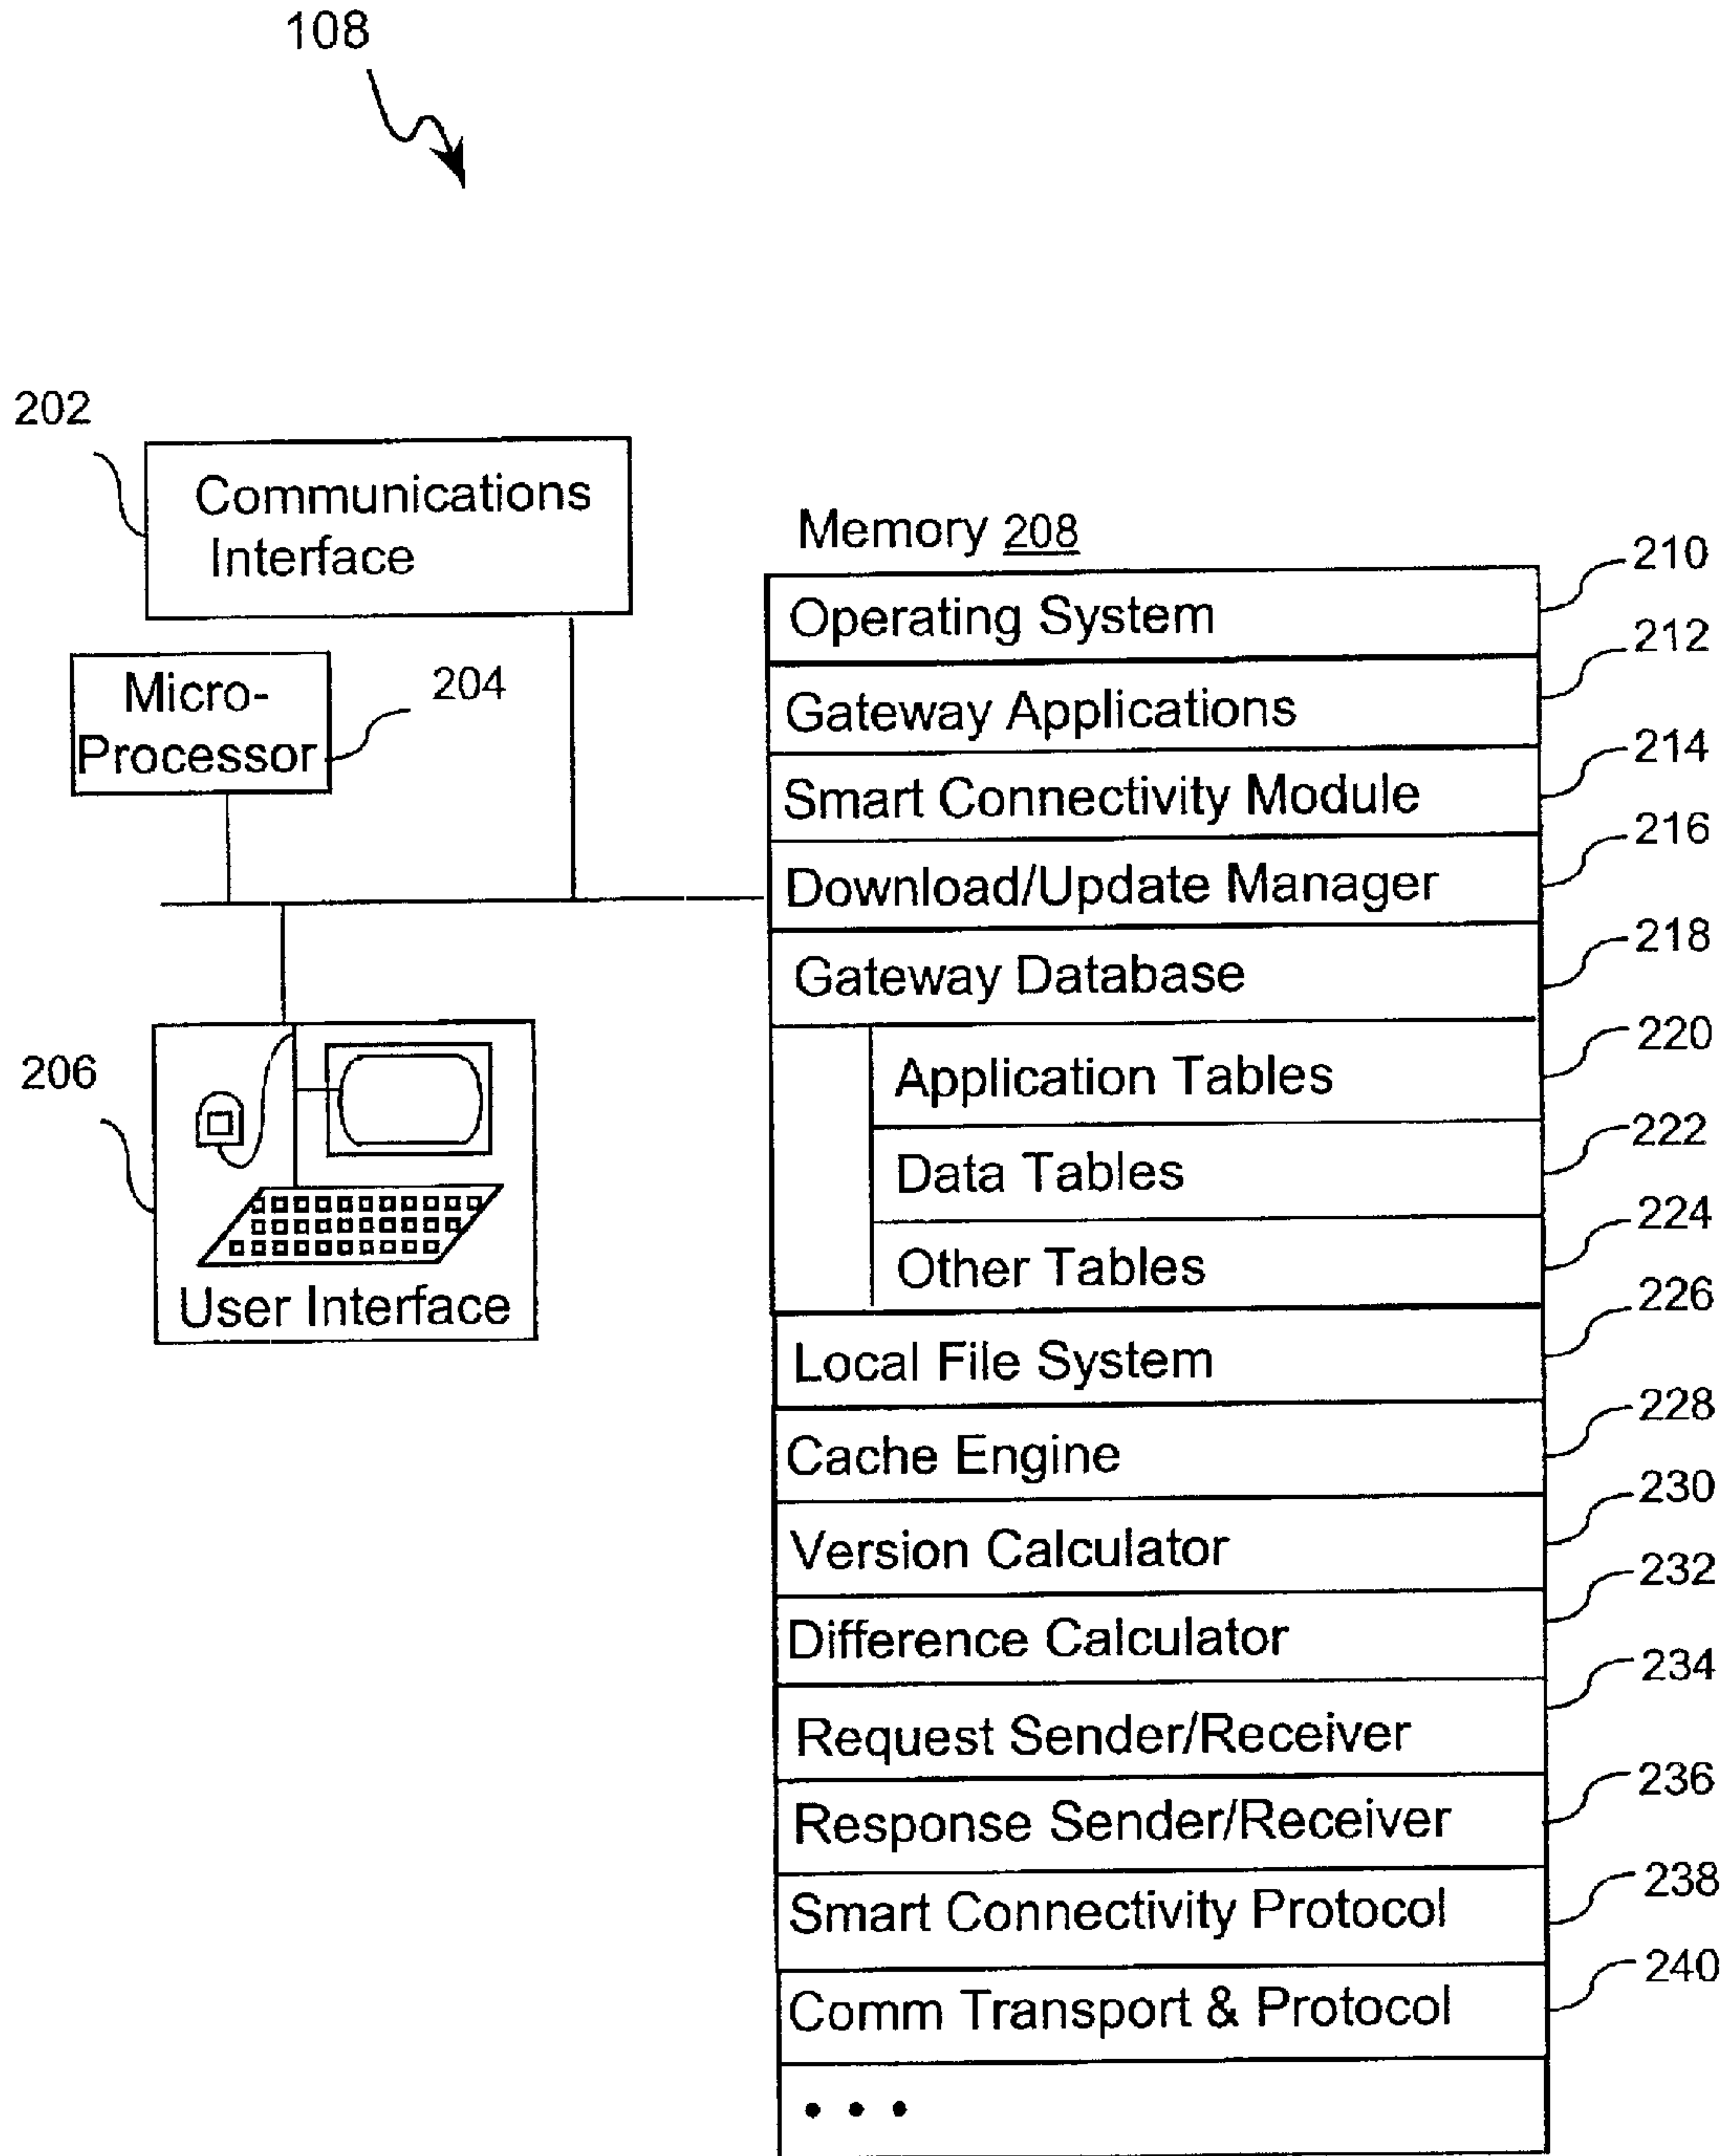 108
202
Communications
Interface
Micro-
Processor
204
206
User Interface
Memory 208
Operating System
210
Gateway Applications
212
Smart Connectivity Module
214
Download/Update Manager
216
Gateway Database
218
Application Tables
220
Data Tables
222
Other Tables
224
Local File System
226
Cache Engine
228
Version Calculator
230
Difference Calculator
232
Request Sender/Receiver
234
Response Sender/Receiver
236
Smart Connectivity Protocol
238
Comm Transport & Protocol
240
• • •